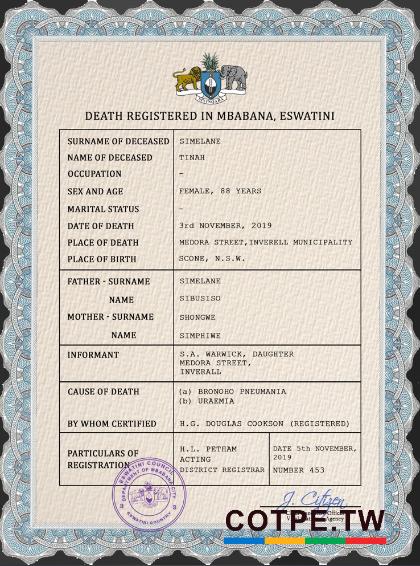 DEATH REGISTERED IN MBABANA, ESWATINI
SURNAME OF DECEASED SIMELANE
NAME OF DECEASED TINAH
OCCUPATION –
SEX AND AGE FEMALE, 88 YEARS
MARITAL STATUS –
DATE OF DEATH 3rd NOVEMBER, 2019
PLACE OF DEATH MEDORA STREET,INVERELL MUNICIPALITY
PLACE OF BIRTH SCONE, N.S.W.
FATHER - SURNAME SIMELANE
NAME SIBUSISO
MOTHER - SURNAME SHONGWE
NAME SIMPHIWE
INFORMANT S.A. WARWICK, DAUGHTER
MEDORA STREET,
INVERALL
CAUSE OF DEATH (a) BRONOHO PNEUMANIA
(b) URAEMIA
BY WHOM CERTIFIED H.G. DOUGLAS COOKSON (REGISTERED)
PARTICULARS OF
REGISTRATION
H.L. PETHAM
ACTING
DISTRICT REGISTRAR
DATE 5th NOVEMBER,
2019
NUMBER 453
ESWATINI COUNCIL
J. Citizen
COTPE.TW